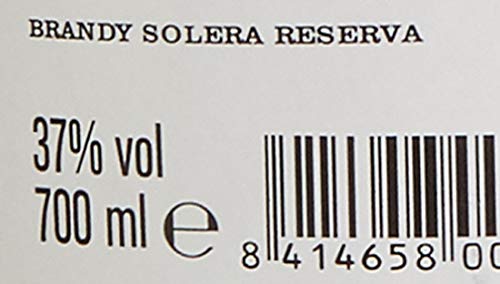 BRANDY SOLERA RESERVA
37% vol
700 ml ℮
8 414658 00